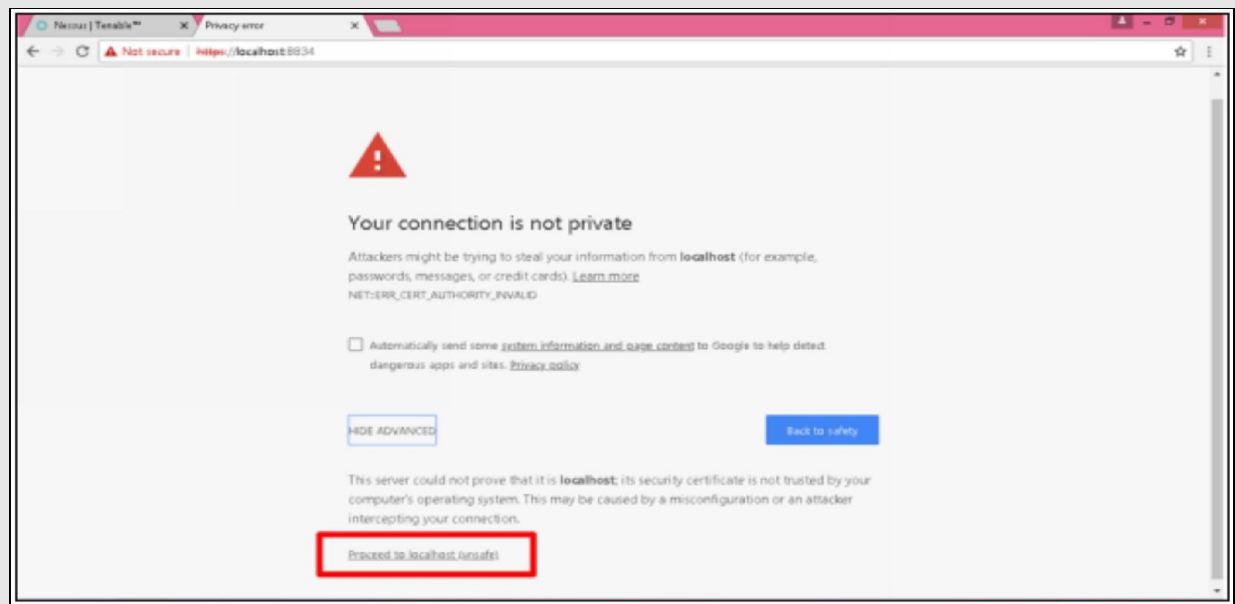 Nessus | Tenable™
Privacy error
Not secure | https://localhost:8834
Your connection is not private
Attackers might be trying to steal your information from localhost (for example,
passwords, messages, or credit cards). Learn more
NET::ERR_CERT_AUTHORITY_INVALID
Automatically send some system information and page content to Google to help detect
dangerous apps and sites. Privacy policy
HIDE ADVANCED
Back to safety
This server could not prove that it is localhost; its security certificate is not trusted by your
computer's operating system. This may be caused by a misconfiguration or an attacker
intercepting your connection.
Proceed to localhost (unsafe)